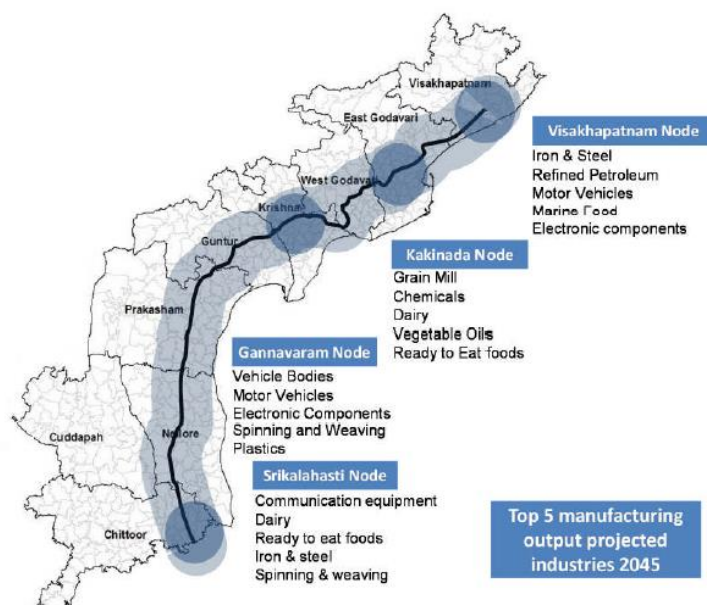 Visakhapatnam
East Godavari
West Godavari
Krishna
Guntur
Prakasham
Cuddapah
Nellore
Chittoor
Visakhapatnam Node
Iron & Steel
Refined Petroleum
Motor Vehicles
Marine Food
Electronic components
Kakinada Node
Grain Mill
Chemicals
Dairy
Vegetable Oils
Ready to Eat foods
Gannavaram Node
Vehicle Bodies
Motor Vehicles
Electronic Components
Spinning and Weaving
Plastics
Srikalahasti Node
Communication equipment
Dairy
Ready to eat foods
Iron & steel
Spinning & weaving
Top 5 manufacturing
output projected
industries 2045